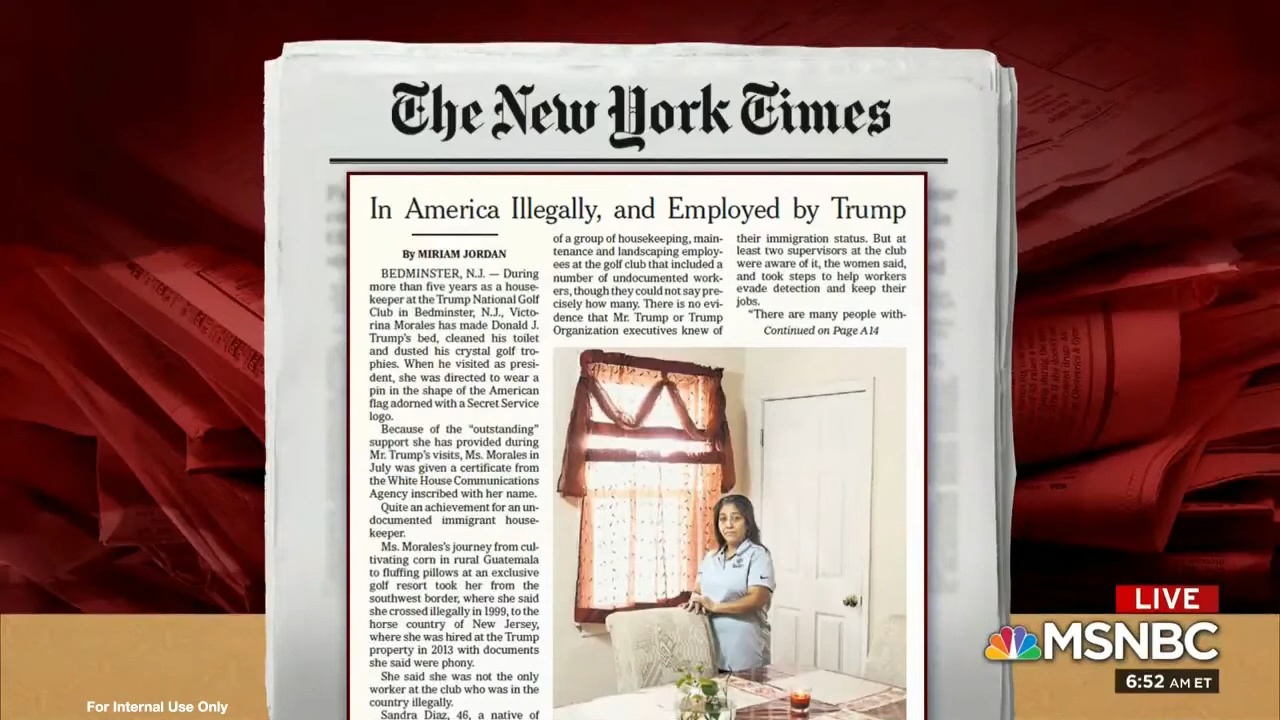 The New York Times
In America Illegally, and Employed by Trump
By MIRIAM JORDAN
BEDMINSTER, N.J. — During
more than five years as a house-
keeper at the Trump National Golf
Club in Bedminster, N.J., Victo-
rina Morales has made Donald J.
Trump's bed, cleaned his toilet
and dusted his crystal golf tro-
phies. When he visited as presi-
dent, she was directed to wear a
pin in the shape of the American
flag adorned with a Secret Service
logo.
Because of the "outstanding"
support she has provided during
Mr. Trump's visits, Ms. Morales in
July was given a certificate from
the White House Communications
Agency inscribed with her name.
Quite an achievement for an un-
documented immigrant house-
keeper.
Ms. Morales's journey from cul-
tivating corn in rural Guatemala
to fluffing pillows at an exclusive
golf resort took her from the
southwest border, where she said
she crossed illegally in 1999, to the
horse country of New Jersey,
where she was hired at the Trump
property in 2013 with documents
she said were phony.
She said she was not the only
worker at the club who was in the
country illegally.
Sandra Diaz, 46, a native of
of a group of housekeeping, main-
tenance and landscaping employ-
ees at the golf club that included a
number of undocumented work-
ers, though they could not say pre-
cisely how many. There is no evi-
dence that Mr. Trump or Trump
Organization executives knew of
their immigration status. But at
least two supervisors at the club
were aware of it, the women said,
and took steps to help workers
evade detection and keep their
jobs.
"There are many people with-
Continued on Page A14
LIVE
MSNBC
6:52 AM ET
For Internal Use Only